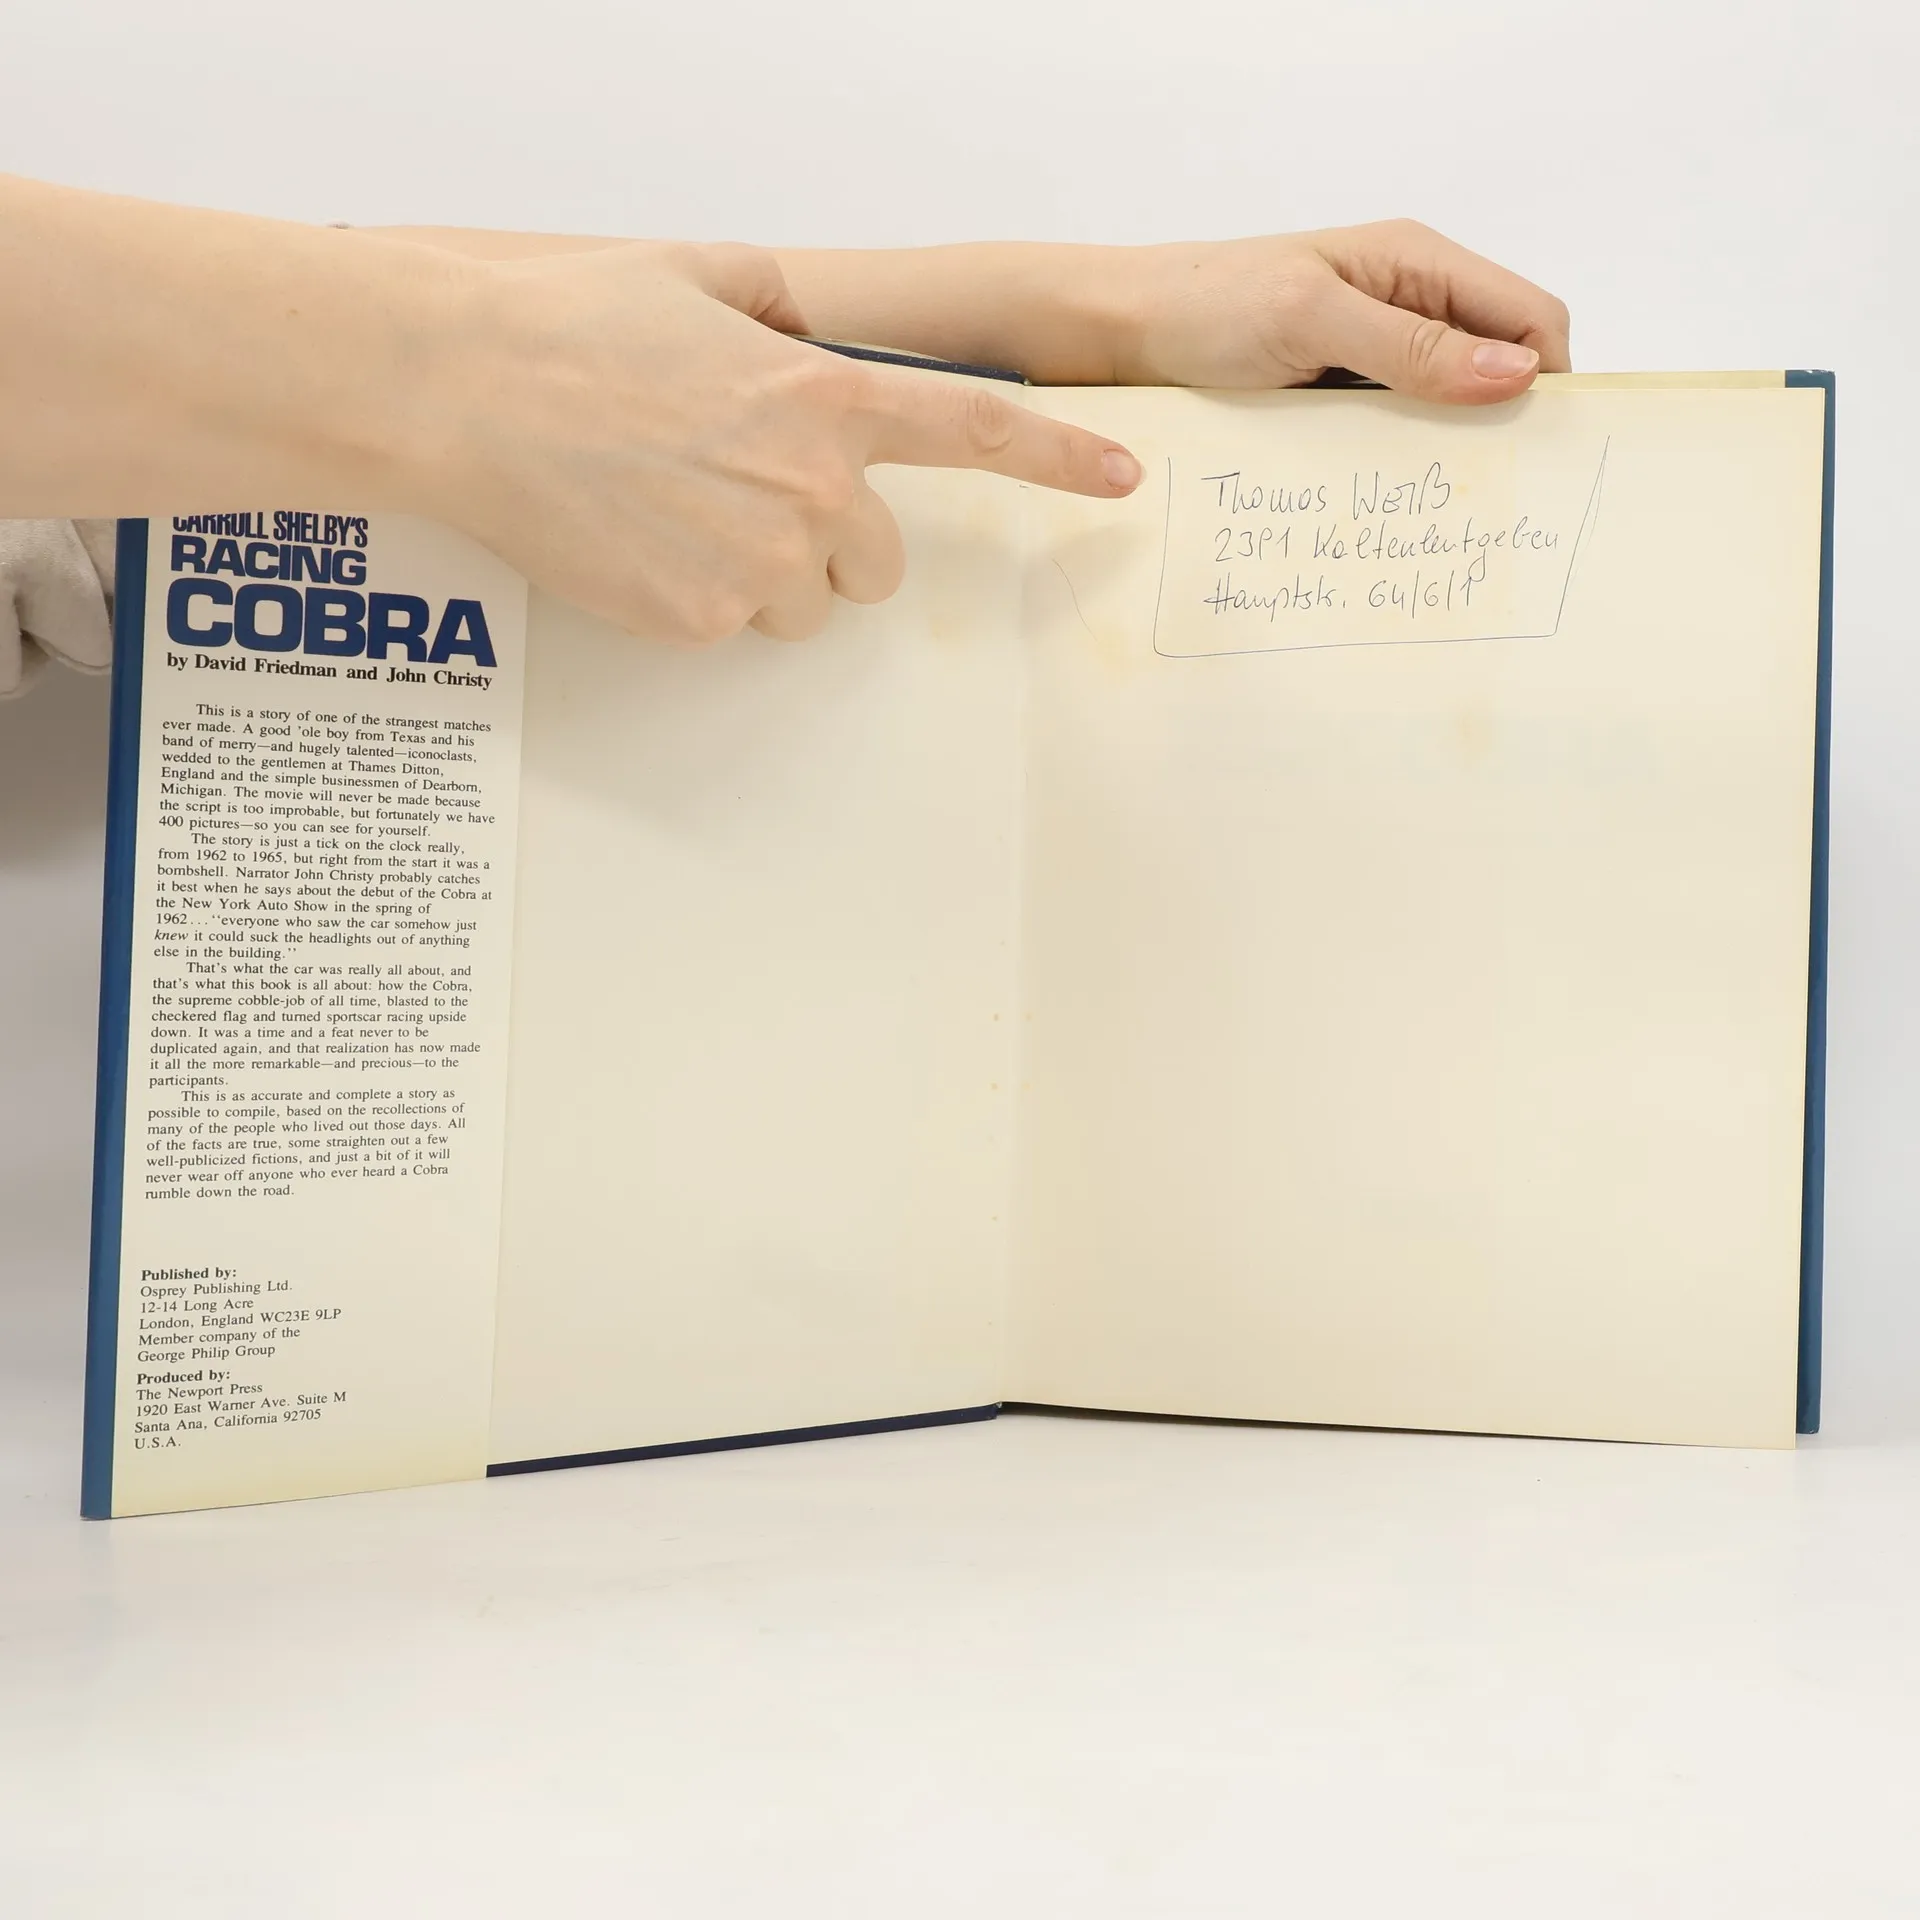 CARROLL SHELBY'S
RACING
COBRA
by David Friedman and John Christy
This is a story of one of the strangest matches
ever made. A good 'ole boy from Texas and his
band of merry—and hugely talented—iconoclasts,
wedded to the gentlemen at Thames Ditton,
England and the simple businessmen of Dearborn,
Michigan. The movie will never be made because
the script is too improbable, but fortunately we have
400 pictures—so you can see for yourself.
The story is just a tick on the clock really,
from 1962 to 1965, but right from the start it was a
bombshell. Narrator John Christy probably catches
it best when he says about the debut of the Cobra at
the New York Auto Show in the spring of
1962...‘‘everyone who saw the car somehow just
knew it could suck the headlights out of anything
else in the building.’’
That's what the car was really all about, and
that's what this book is all about: how the Cobra,
the supreme cobble-job of all time, blasted to the
checkered flag and turned sportscar racing upside
down. It was a time and a feat never to be
duplicated again, and that realization has now made
it all the more remarkable—and precious—to the
participants.
This is as accurate and complete a story as
possible to compile, based on the recollections of
many of the people who lived out those days. All
of the facts are true, some straighten out a few
well-publicized fictions, and just a bit of it will
never wear off anyone who ever heard a Cobra
rumble down the road.
Published by:
Osprey Publishing Ltd.
12-14 Long Acre
London, England WC23E 9LP
Member company of the
George Philip Group
Produced by:
The Newport Press
1920 East Warner Ave. Suite M
Santa Ana, California 92705
U.S.A.
Thomas Weiß
2391 Kaltenleutgeben
Hauptstr. 64/6/1